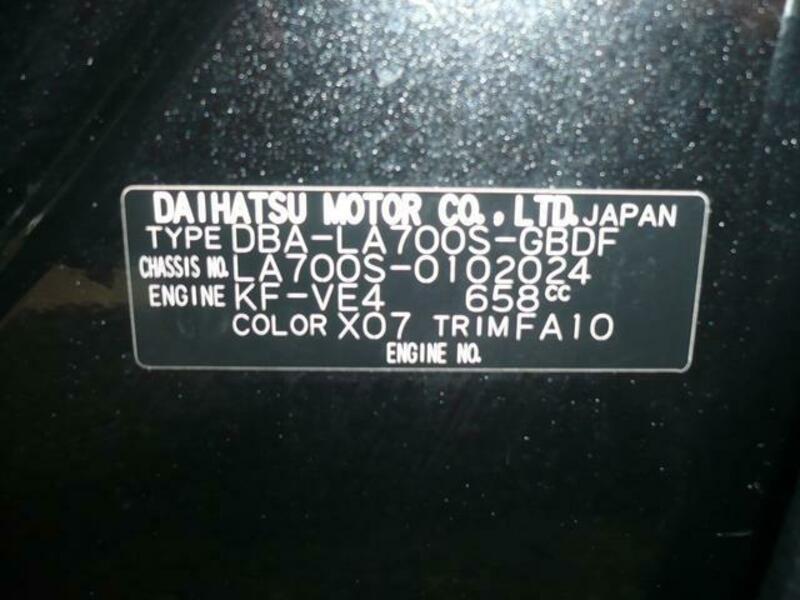 DAIHATSU MOTOR CO., LTD. JAPAN
TYPE DBA-LA700S-GBDF
CHASSIS NO. LA700S-0102024
ENGINE KF-VE4 658cc
COLOR X07 TRIM FA10
ENGINE NO.